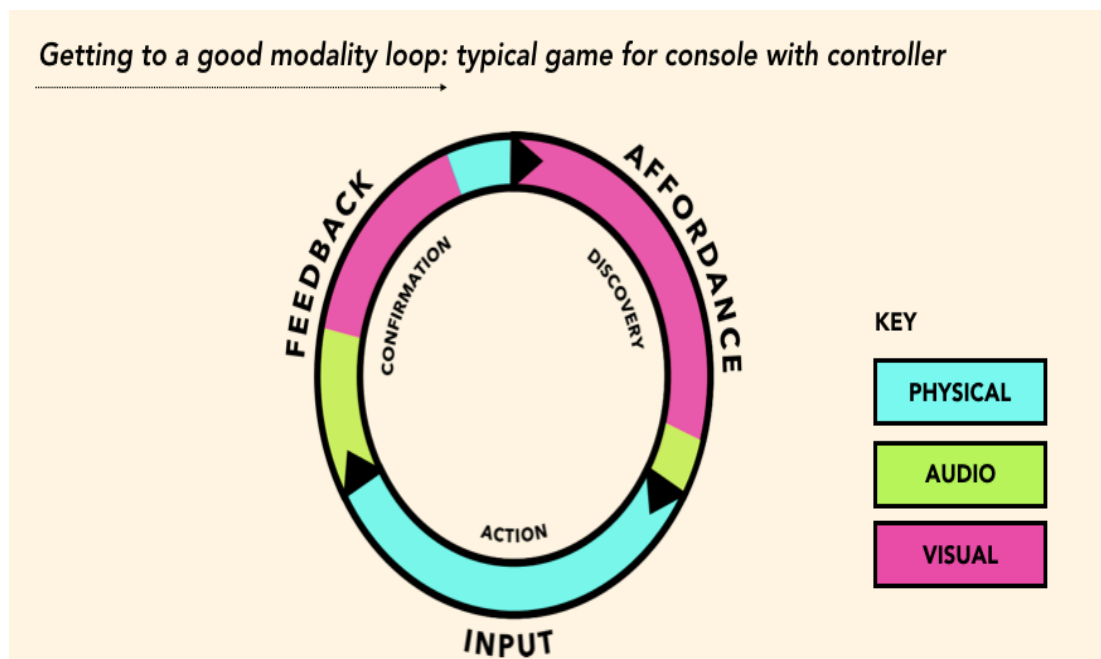 Getting to a good modality loop: typical game for console with controller
FEEDBACK
AFFORDANCE
CONFIRMATION
DISCOVERY
ACTION
INPUT
KEY
PHYSICAL
AUDIO
VISUAL